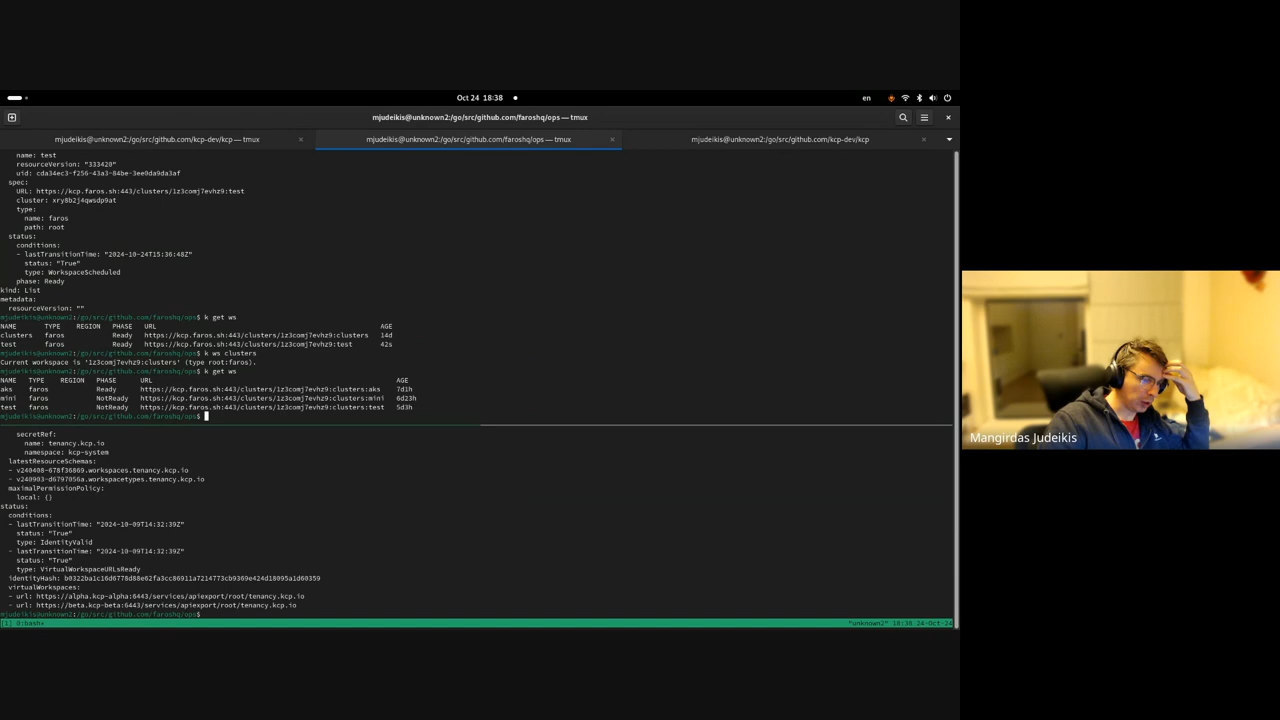 Oct 24 18:38
en
mjudeikis@unknown2:/go/src/github.com/faroshq/ops — tmux
mjudeikis@unknown2:/go/src/github.com/kcp-dev/kcp — tmux
mjudeikis@unknown2:/go/src/github.com/faroshq/ops — tmux
mjudeikis@unknown2:/go/src/github.com/kcp-dev/kcp
name: test
resourceVersion: "333420"
uid: cda34ec3-f256-43a3-84be-3ee0da9da3af
spec:
URL: https://kcp.faros.sh:443/clusters/1z3comj7evhz9:test
cluster: xry8b2j4qwsdp9at
type:
name: faros
path: root
status:
conditions:
- lastTransitionTime: "2024-10-24T15:36:48Z"
status: "True"
type: WorkspaceScheduled
phase: Ready
kind: List
metadata:
resourceVersion: ""
mjudeikis@unknown2:/go/src/github.com/faroshq/ops$ k get ws
NAME TYPE REGION PHASE URL AGE
clusters faros Ready https://kcp.faros.sh:443/clusters/1z3comj7evhz9:clusters 14d
test faros Ready https://kcp.faros.sh:443/clusters/1z3comj7evhz9:test 42s
mjudeikis@unknown2:/go/src/github.com/faroshq/ops$ k ws clusters
Current workspace is '1z3comj7evhz9:clusters' (type root:faros).
mjudeikis@unknown2:/go/src/github.com/faroshq/ops$ k get ws
NAME TYPE REGION PHASE URL AGE
aks faros Ready https://kcp.faros.sh:443/clusters/1z3comj7evhz9:clusters:aks 7d1h
mini faros NotReady https://kcp.faros.sh:443/clusters/1z3comj7evhz9:clusters:mini 6d23h
test faros NotReady https://kcp.faros.sh:443/clusters/1z3comj7evhz9:clusters:test 5d3h
mjudeikis@unknown2:/go/src/github.com/faroshq/ops$
secretRef:
name: tenancy.kcp.io
namespace: kcp-system
latestResourceSchemas:
- v240408-678f36869.workspaces.tenancy.kcp.io
- v240903-d6797056a.workspacetypes.tenancy.kcp.io
maximalPermissionPolicy:
local: {}
status:
conditions:
- lastTransitionTime: "2024-10-09T14:32:39Z"
status: "True"
type: IdentityValid
- lastTransitionTime: "2024-10-09T14:32:39Z"
status: "True"
type: VirtualWorkspaceURLsReady
identityHash: b0322ba1c16d6778d88e62fa3cc86911a7214773cb9369e424d18095a1d60359
virtualWorkspaces:
- url: https://alpha.kcp-alpha:6443/services/apiexport/root/tenancy.kcp.io
- url: https://beta.kcp-beta:6443/services/apiexport/root/tenancy.kcp.io
mjudeikis@unknown2:/go/src/github.com/faroshq/ops$
[1] 0:bash* "unknown2" 18:38 24-Oct-24
Mangirdas Judeikis